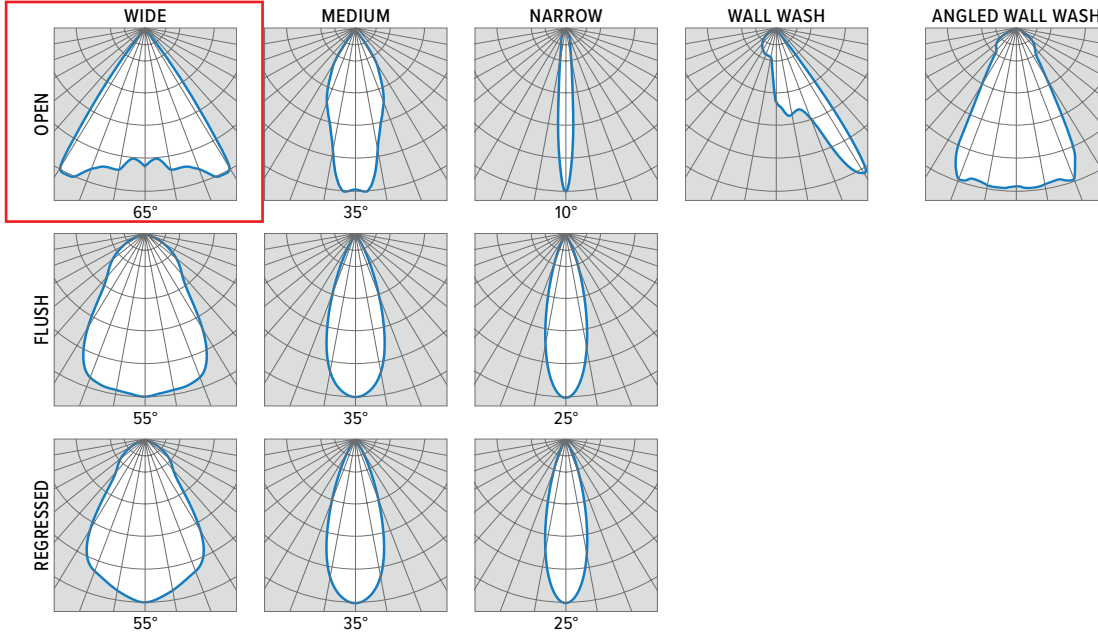 WIDE MEDIUM NARROW WALL WASH ANGLED WALL WASH
OPEN
65° 35° 10°
FLUSH
55° 35° 25°
REGRESSED
55° 35° 25°